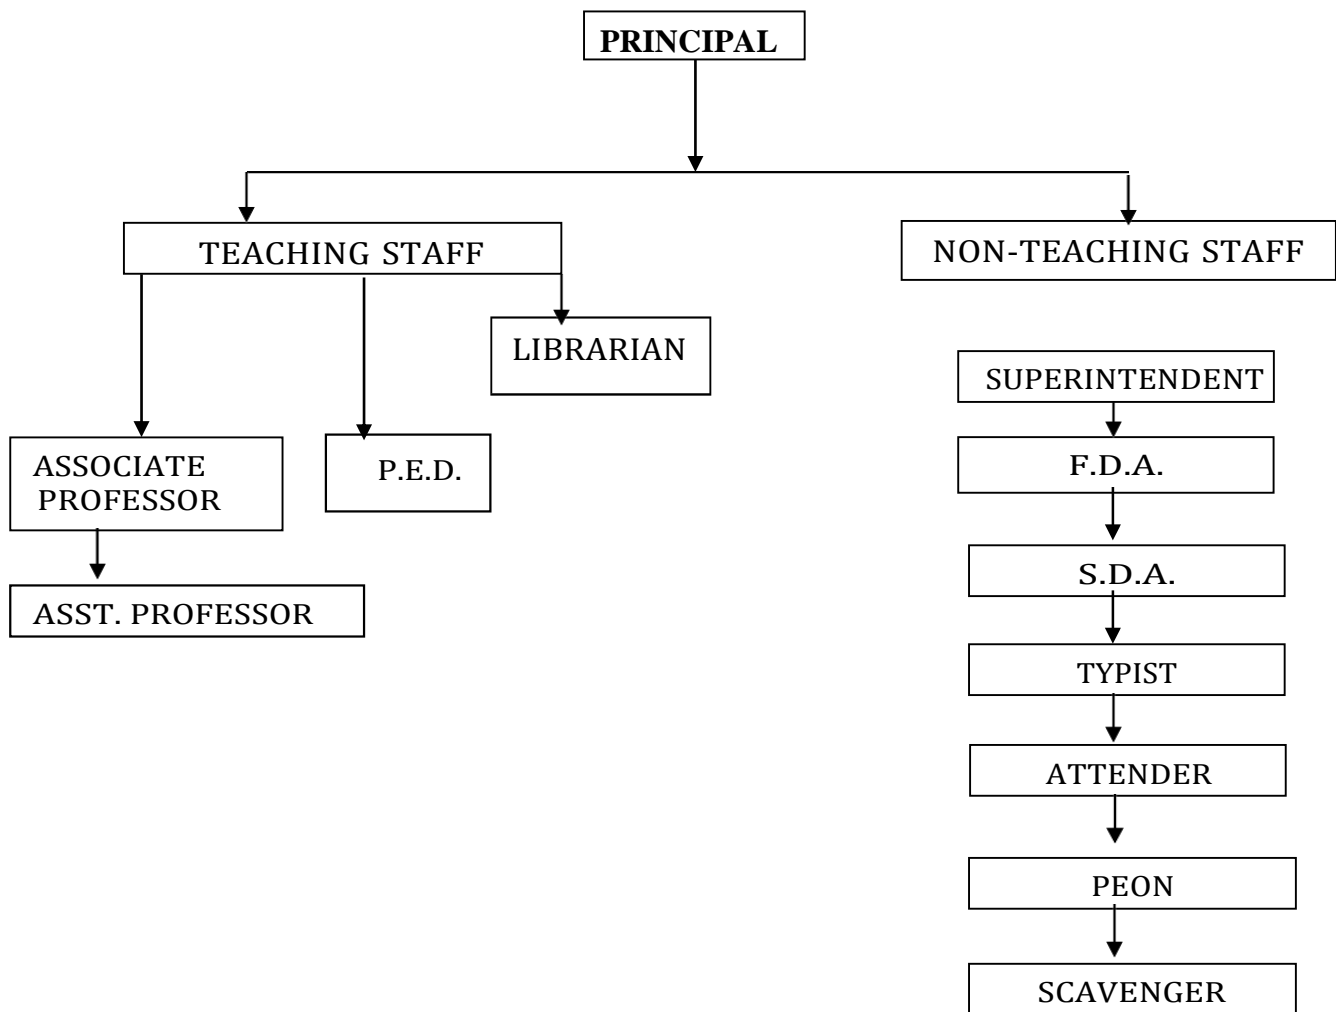 PRINCIPAL
TEACHING STAFF
NON-TEACHING STAFF
LIBRARIAN
SUPERINTENDENT
ASSOCIATE
PROFESSOR
P.E.D.
F.D.A.
S.D.A.
ASST. PROFESSOR
TYPIST
ATTENDER
PEON
SCAVENGER